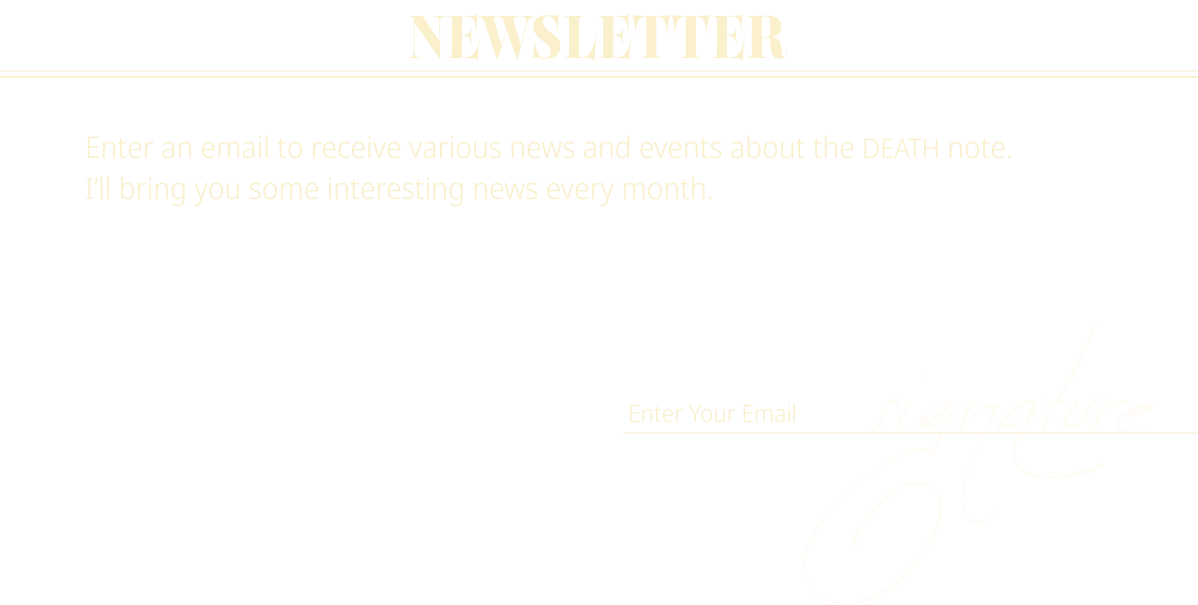 NEWSLETTER
Enter an email to receive various news and events about the DEATH note.
I'll bring you some interesting news every month.
Enter Your Email
signature